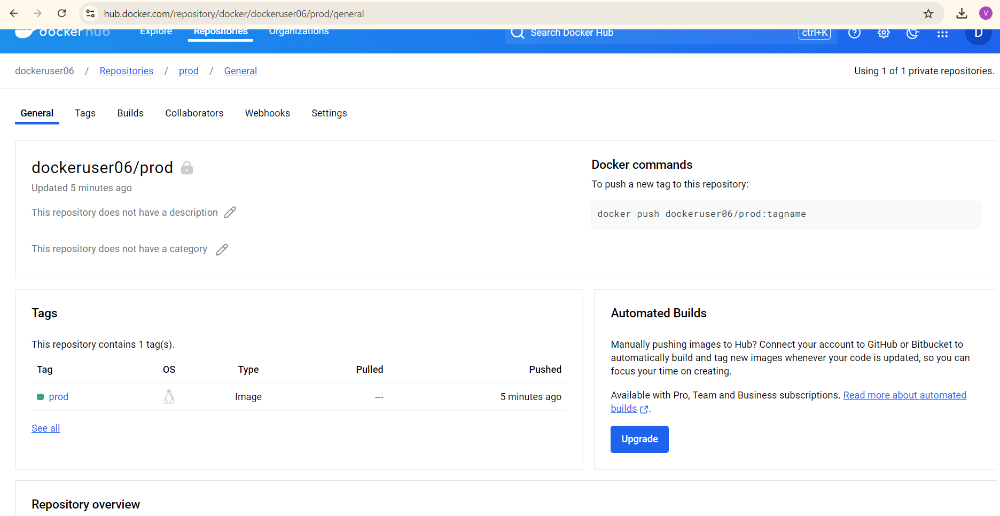 hub.docker.com/repository/docker/dockeruser06/prod/general
V
dockerhub Explore Repositories Organizations Search Docker Hub ctrl+K ? D
dockeruser06 / Repositories / prod / General Using 1 of 1 private repositories.
General Tags Builds Collaborators Webhooks Settings
dockeruser06/prod
Updated 5 minutes ago
This repository does not have a description
This repository does not have a category
Docker commands
To push a new tag to this repository:
docker push dockeruser06/prod:tagname
Tags
This repository contains 1 tag(s).
Tag OS Type Pulled Pushed
prod Image --- 5 minutes ago
See all
Automated Builds
Manually pushing images to Hub? Connect your account to GitHub or Bitbucket to
automatically build and tag new images whenever your code is updated, so you can
focus your time on creating.
Available with Pro, Team and Business subscriptions. Read more about automated
builds .
Upgrade
Repository overview